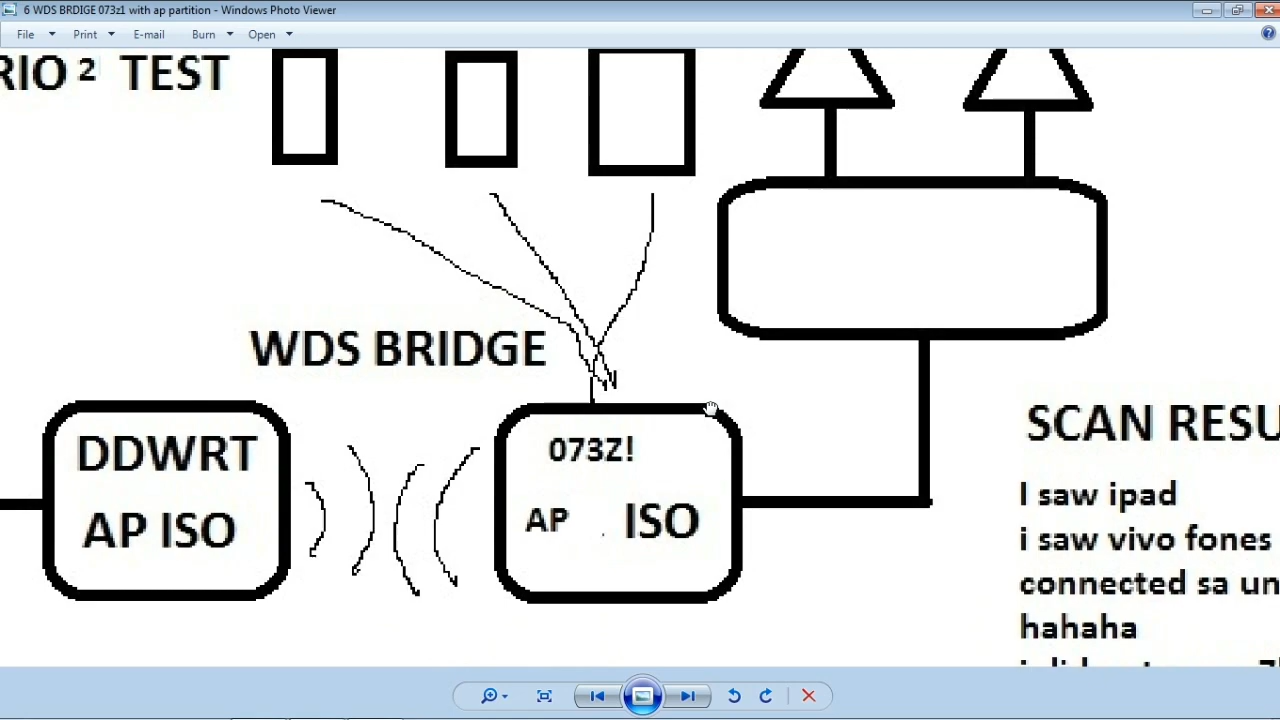 6 WDS BRDIGE 073z1 with ap partition - Windows Photo Viewer
File Print E-mail Burn Open
RIO 2 TEST
WDS BRIDGE
DDWRT
AP ISO
073Z!
AP . ISO
SCAN RESU
I saw ipad
i saw vivo fones
connected sa un
hahaha